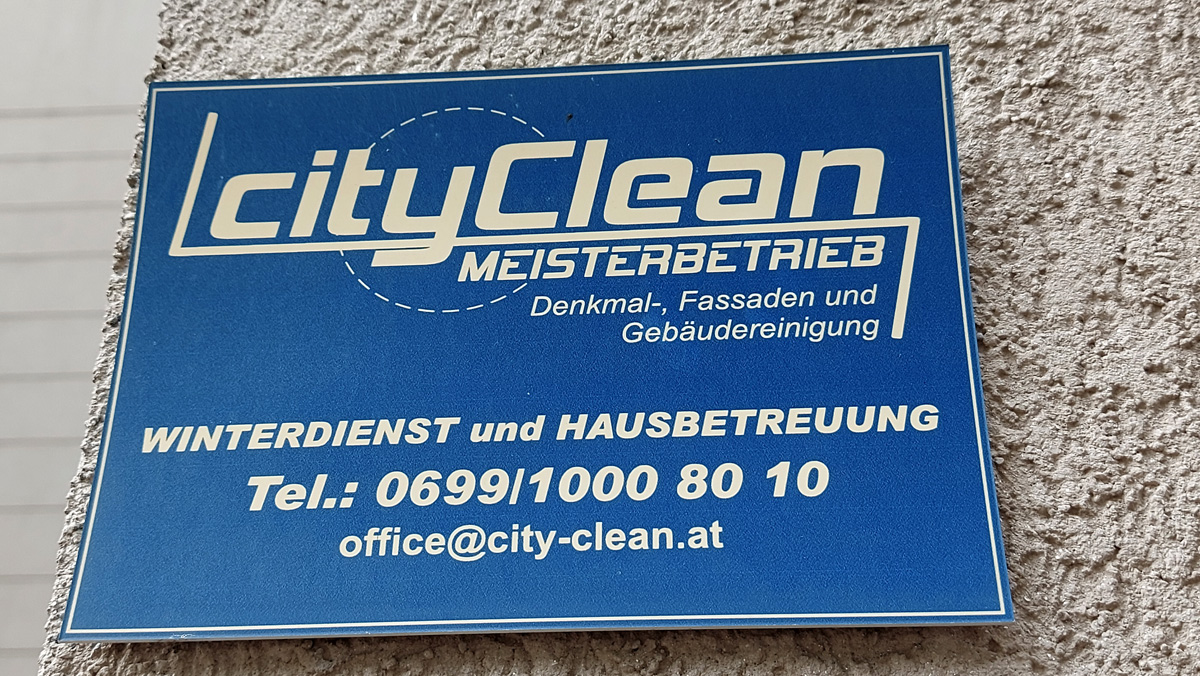 cityClean
MEISTERBETRIEB
Denkmal-, Fassaden und
Gebäudereinigung
WINTERDIENST und HAUSBETREUUNG
Tel.: 0699/1000 80 10
office@city-clean.at